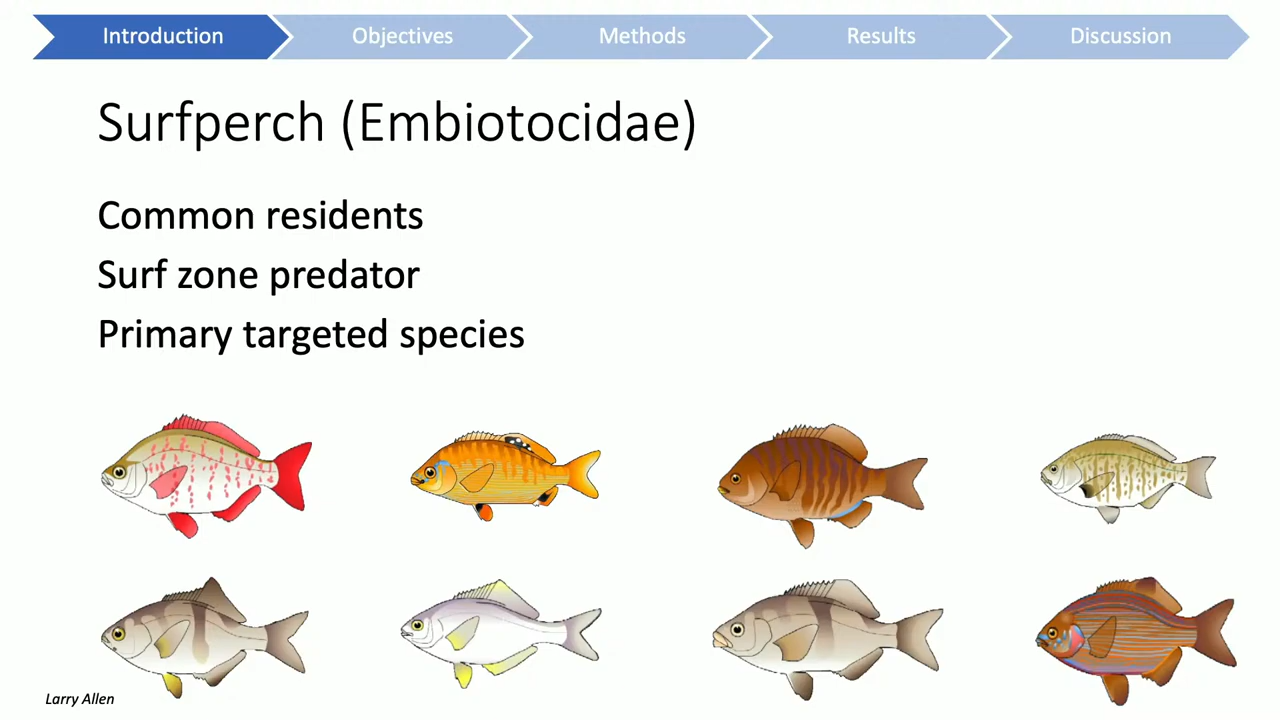 Introduction
Objectives
Methods
Results
Discussion
Surfperch (Embiotocidae)
Common residents
Surf zone predator
Primary targeted species
Larry Allen